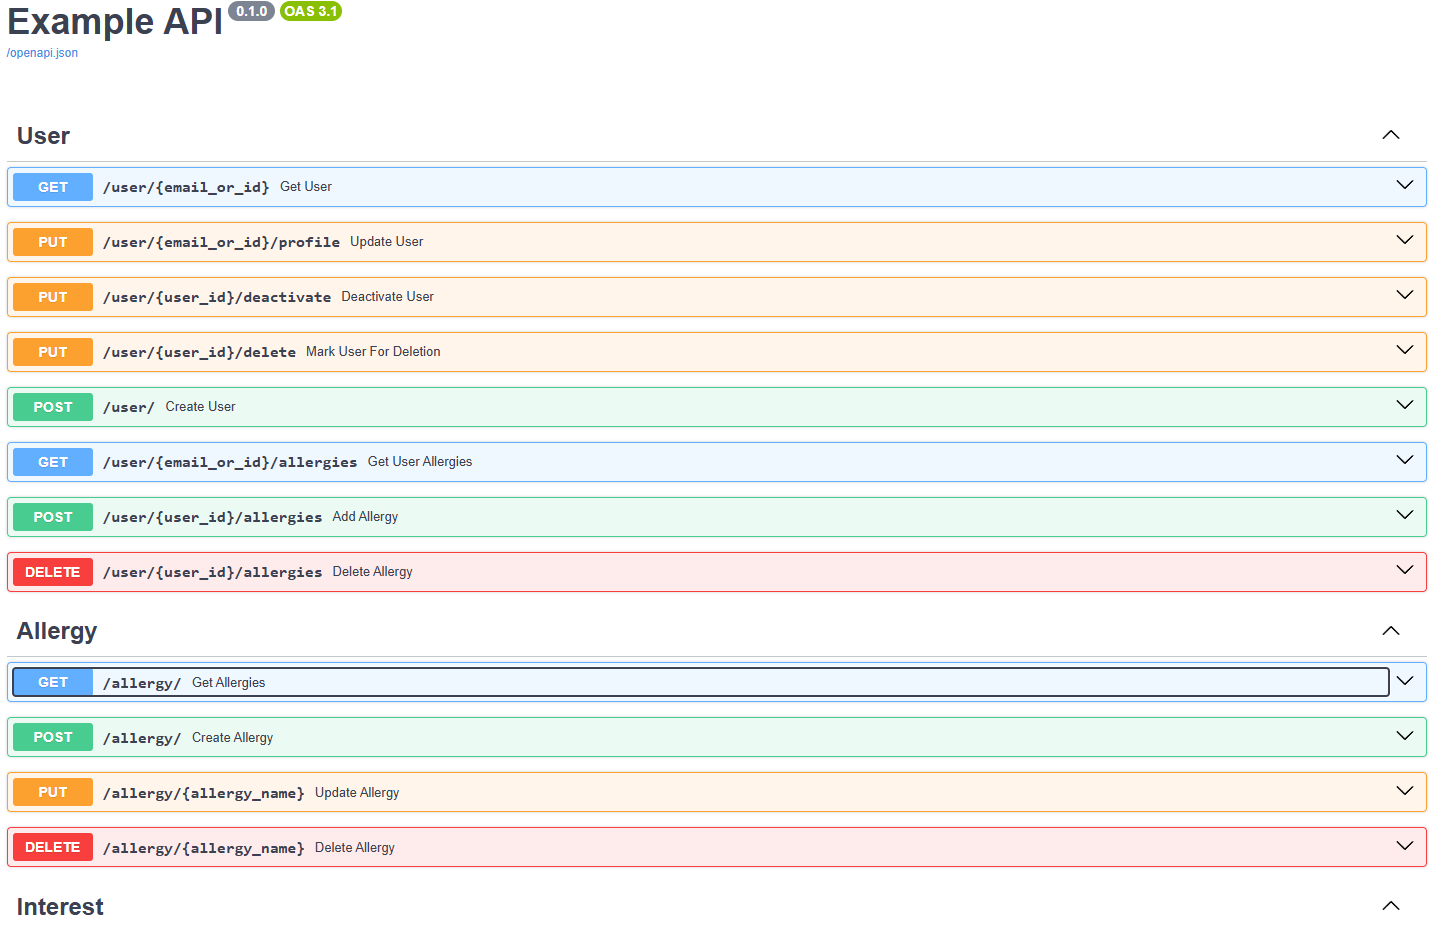 Example API 0.1.0 OAS 3.1
/openapi.json
User
GET /user/{email_or_id} Get User
PUT /user/{email_or_id}/profile Update User
PUT /user/{user_id}/deactivate Deactivate User
PUT /user/{user_id}/delete Mark User For Deletion
POST /user/ Create User
GET /user/{email_or_id}/allergies Get User Allergies
POST /user/{user_id}/allergies Add Allergy
DELETE /user/{user_id}/allergies Delete Allergy
Allergy
GET /allergy/ Get Allergies
POST /allergy/ Create Allergy
PUT /allergy/{allergy_name} Update Allergy
DELETE /allergy/{allergy_name} Delete Allergy
Interest